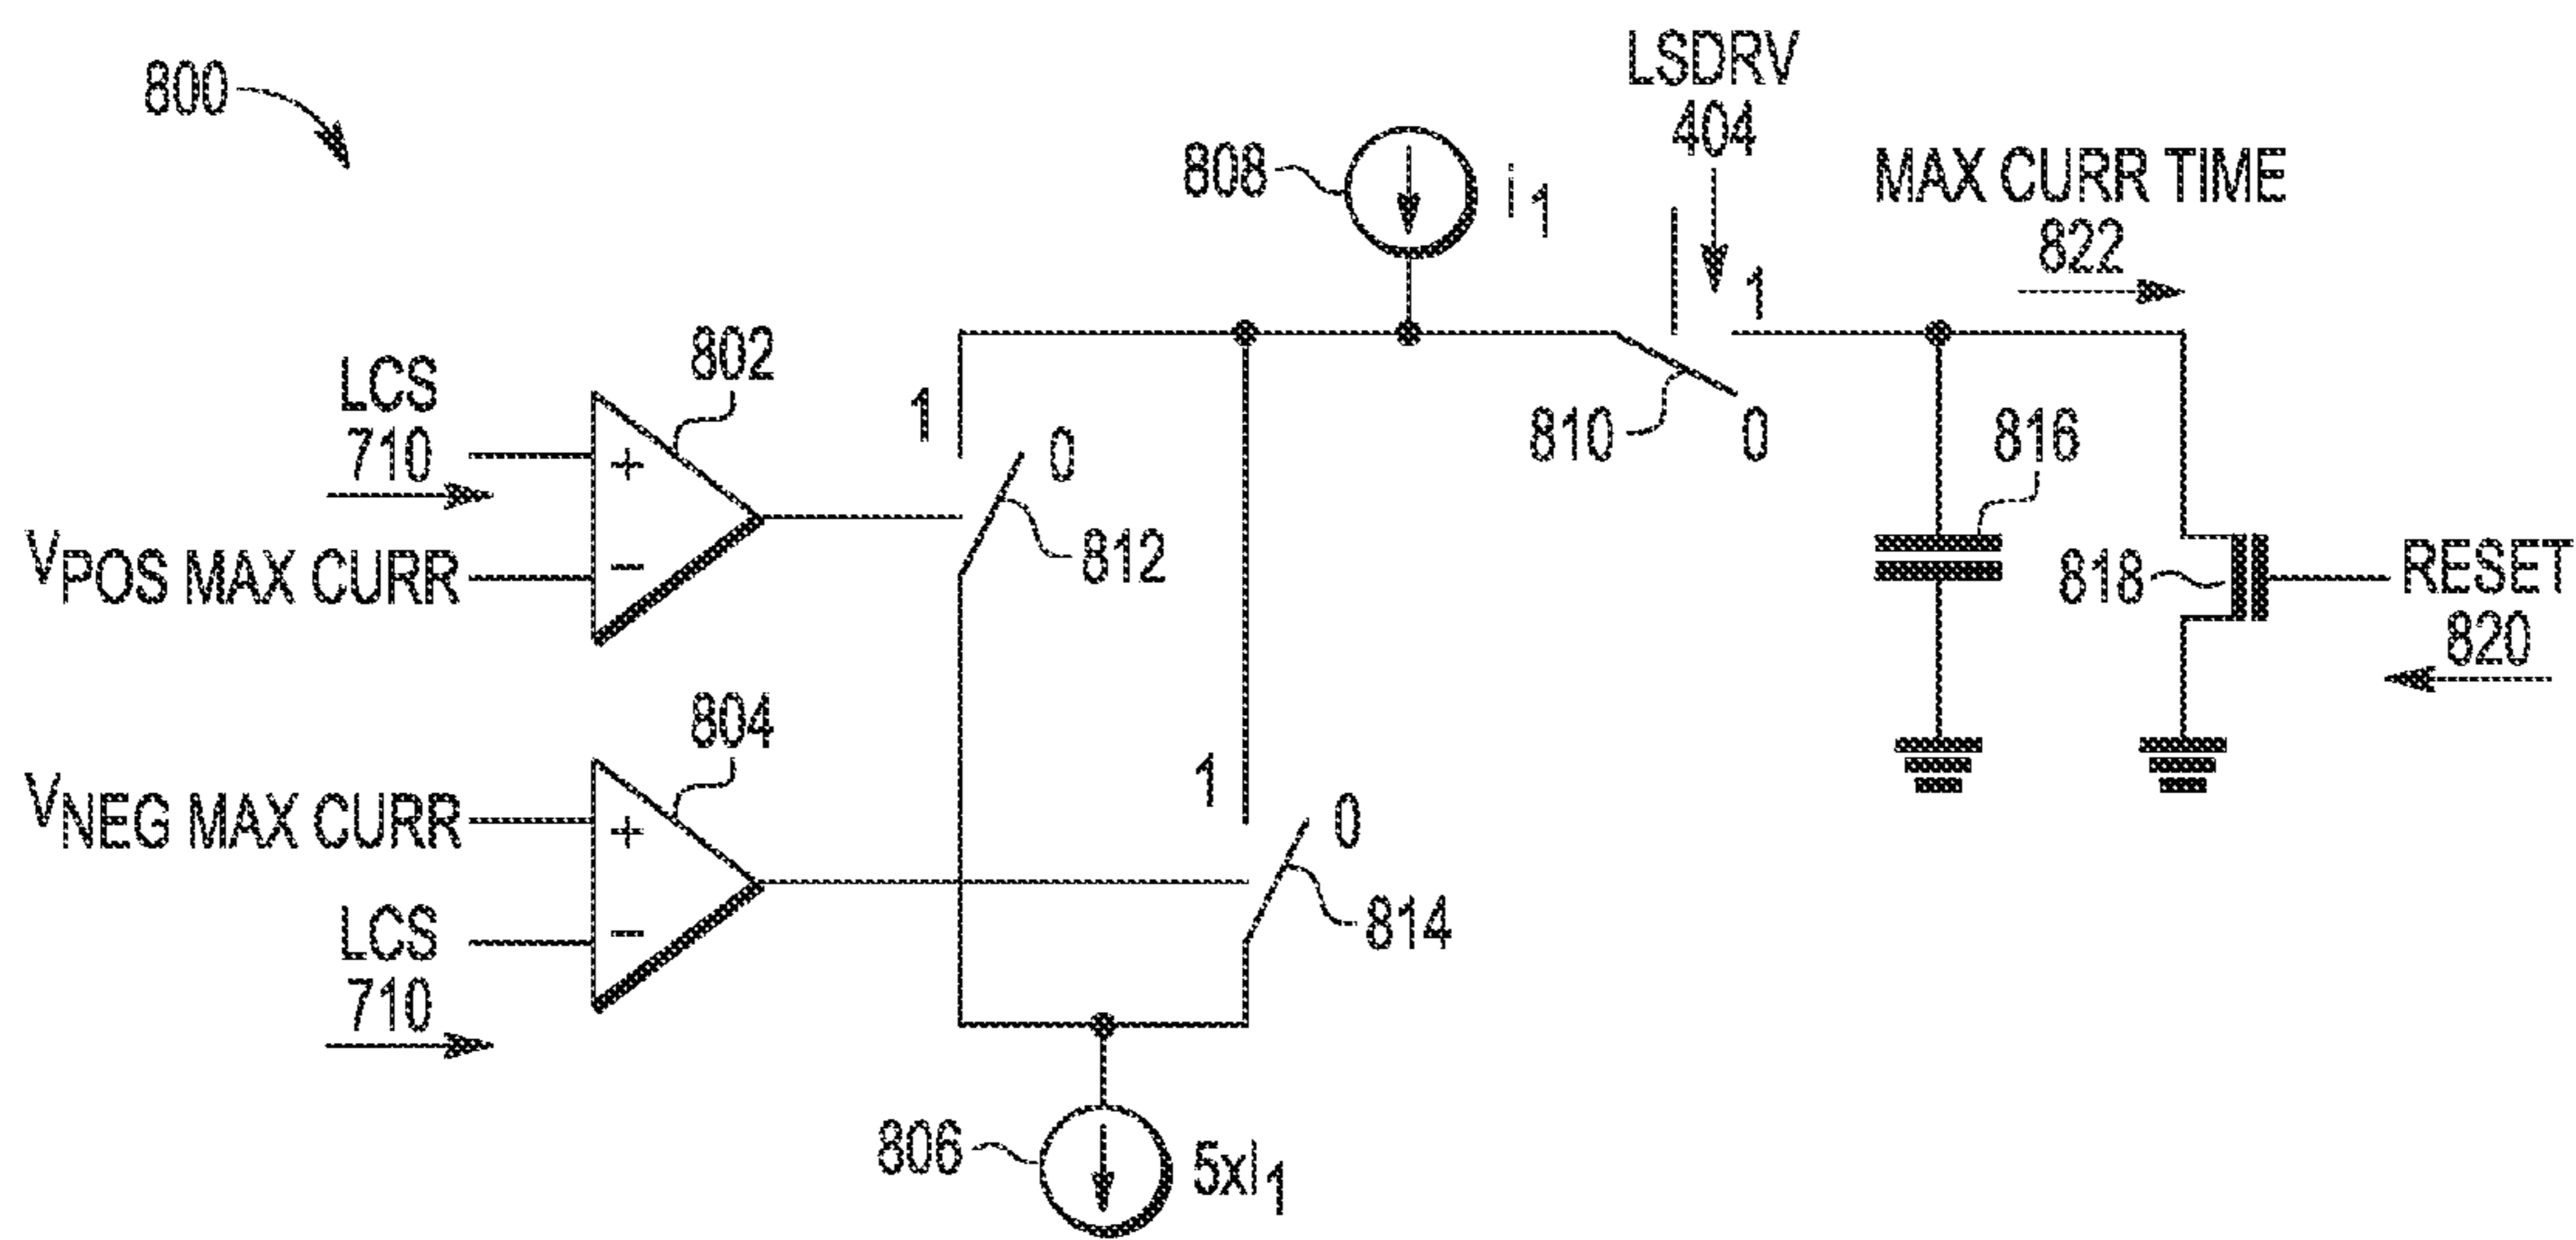 800
LSDRV
404
808
i1
MAX CURR TIME
822
1
802
LCS
710
+
-
VPOS MAX CURR
1
0
812
810
0
816
818
RESET
820
804
VNEG MAX CURR
+
-
LCS
710
1
0
814
806
5xI1